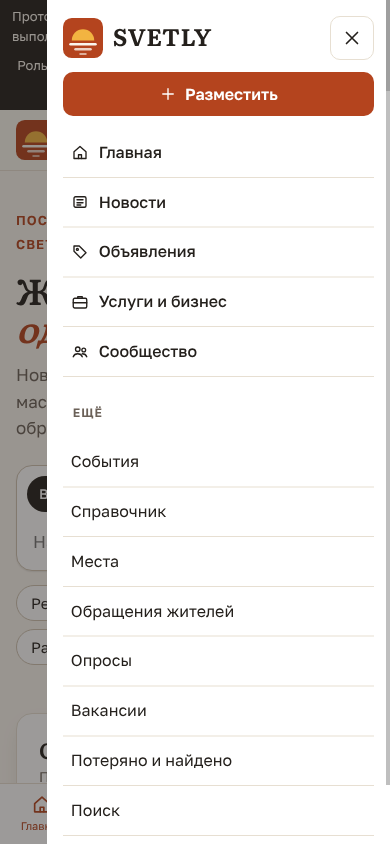 SVETLY
Разместить
Главная
Новости
Объявления
Услуги и бизнес
Сообщество
ЕЩЁ
События
Справочник
Места
Обращения жителей
Опросы
Вакансии
Потеряно и найдено
Поиск